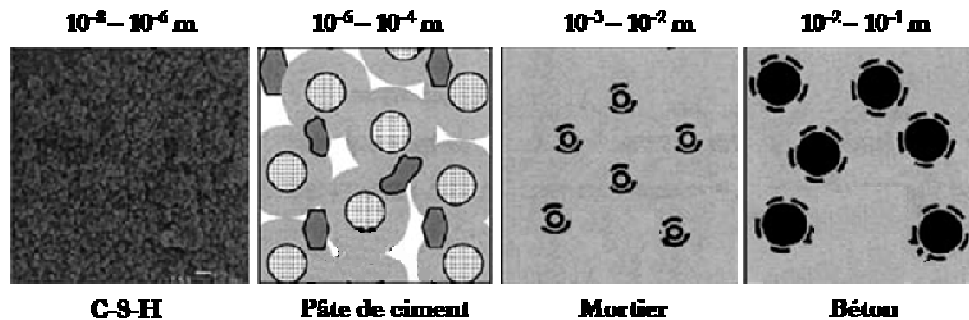 10⁻⁸ – 10⁻⁶ m
10⁻⁶ – 10⁻⁴ m
10⁻³ – 10⁻² m
10⁻² – 10⁻¹ m
C-S-H
Pâte de ciment
Mortier
Béton